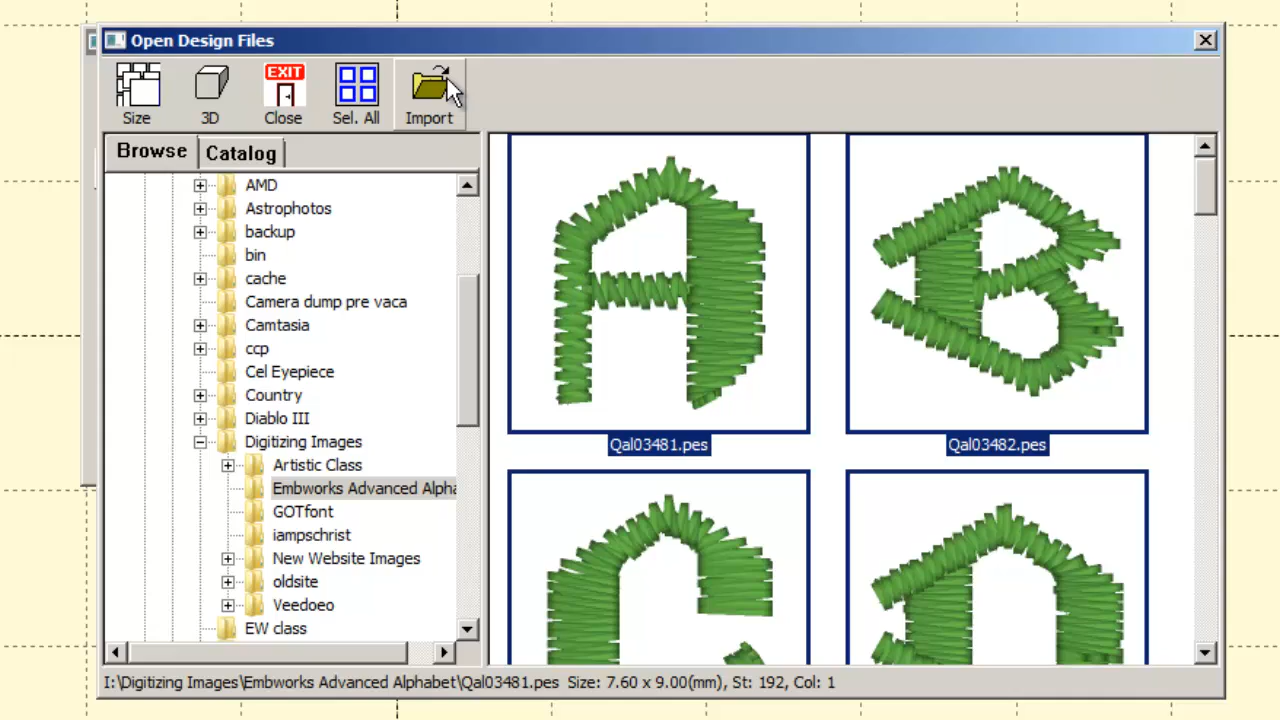 Open Design Files
EXIT
Size 3D Close Sel. All Import
Browse Catalog
AMD
Astrophotos
backup
bin
cache
Camera dump pre vaca
Camtasia
ccp
Cel Eyepiece
Country
Diablo III
Digitizing Images
Artistic Class
Embworks Advanced Alpha
GOTfont
iampschrist
New Website Images
oldsite
Veedoeo
EW class
A B
Qal03481.pes Qal03482.pes
I:\Digitizing Images\Embworks Advanced Alphabet\Qal03481.pes Size: 7.60 x 9.00(mm), St: 192, Col: 1